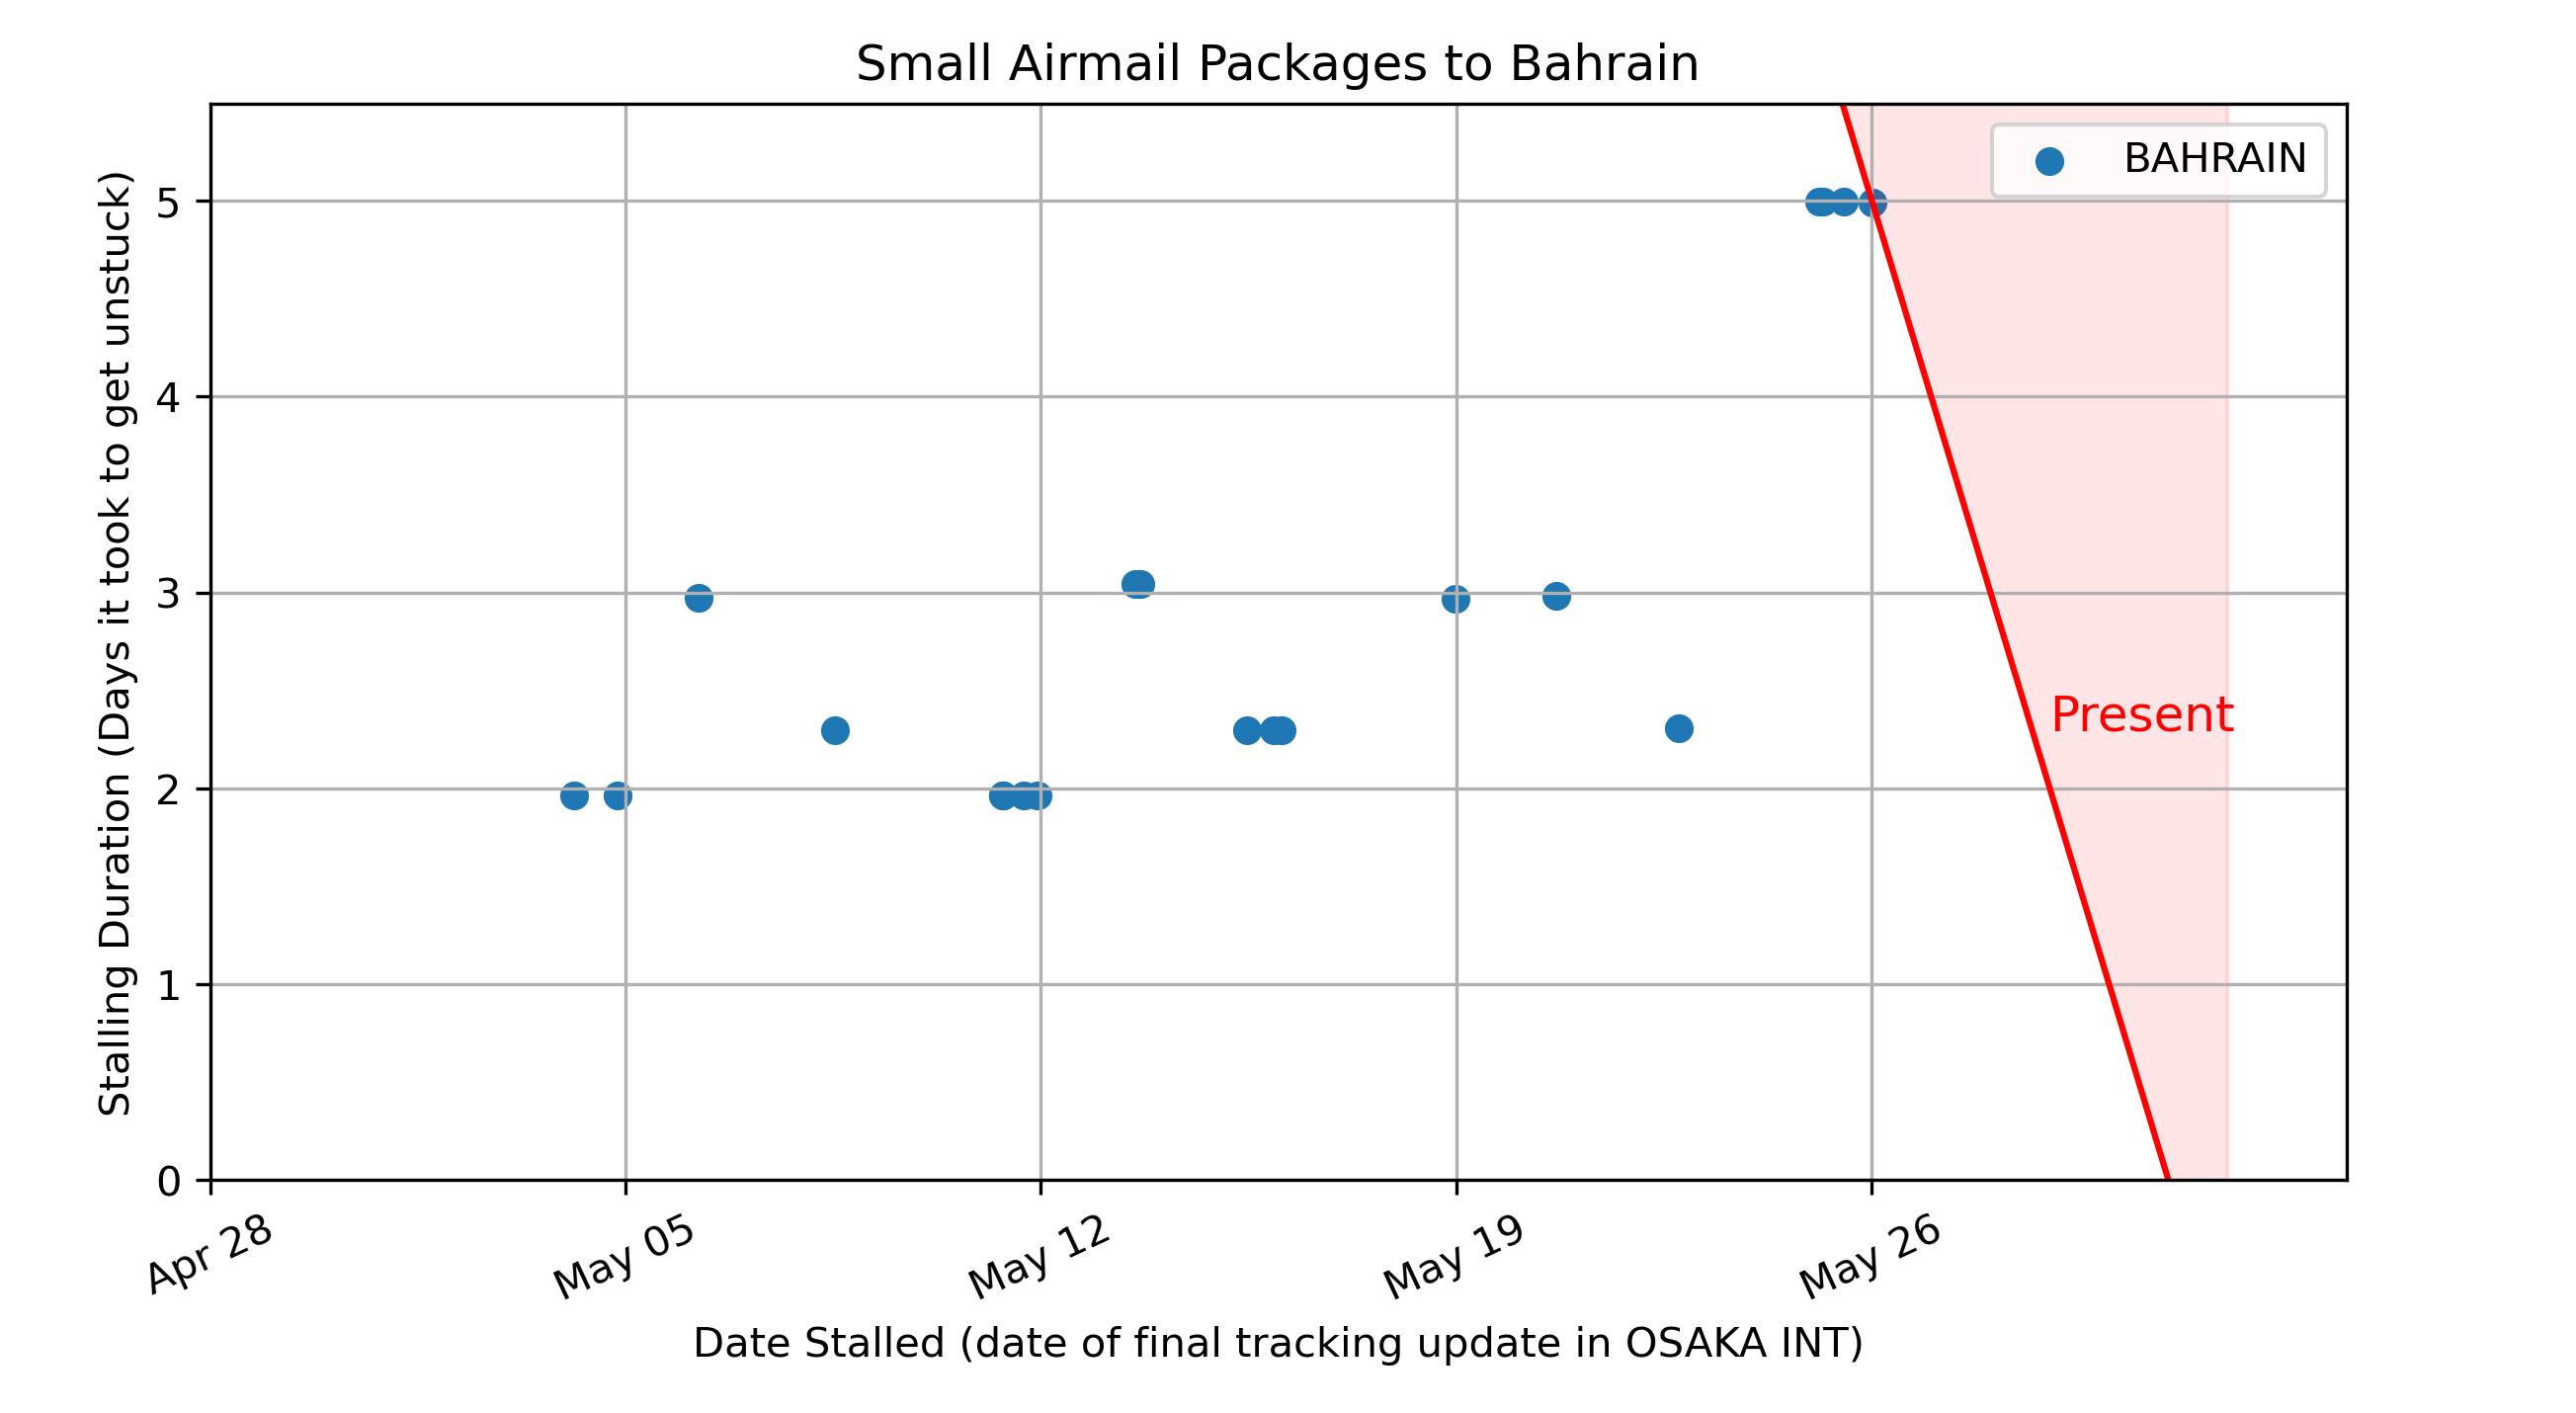 Small Airmail Packages to Bahrain
BAHRAIN
Stalling Duration (Days it took to get unstuck)
5
4
3
2
1
0
Present
Apr 28
May 05
May 12
May 19
May 26
Date Stalled (date of final tracking update in OSAKA INT)